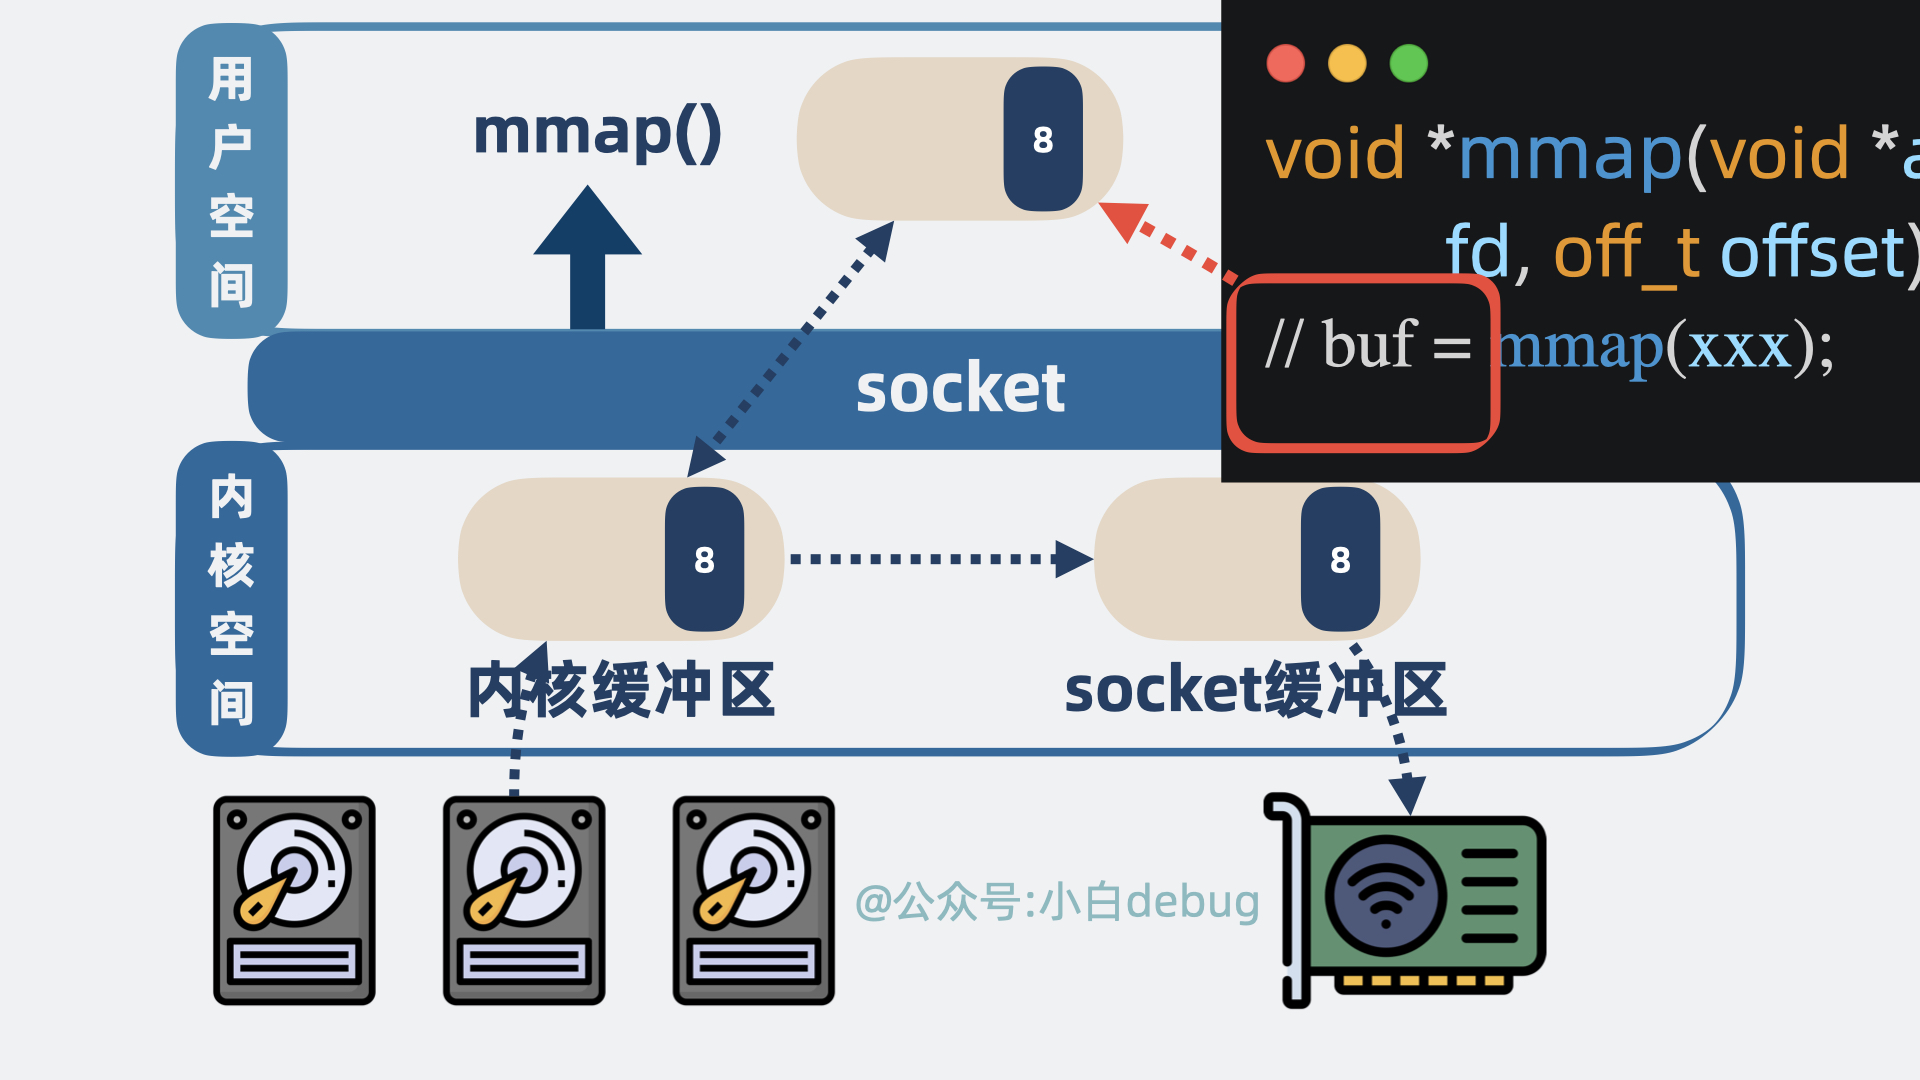 用户空间
mmap()
8
void *mmap(void *a
fd, off_t offset)
// buf = mmap(xxx);
socket
内核空间
8
8
内核缓冲区
socket缓冲区
@公众号:小白debug